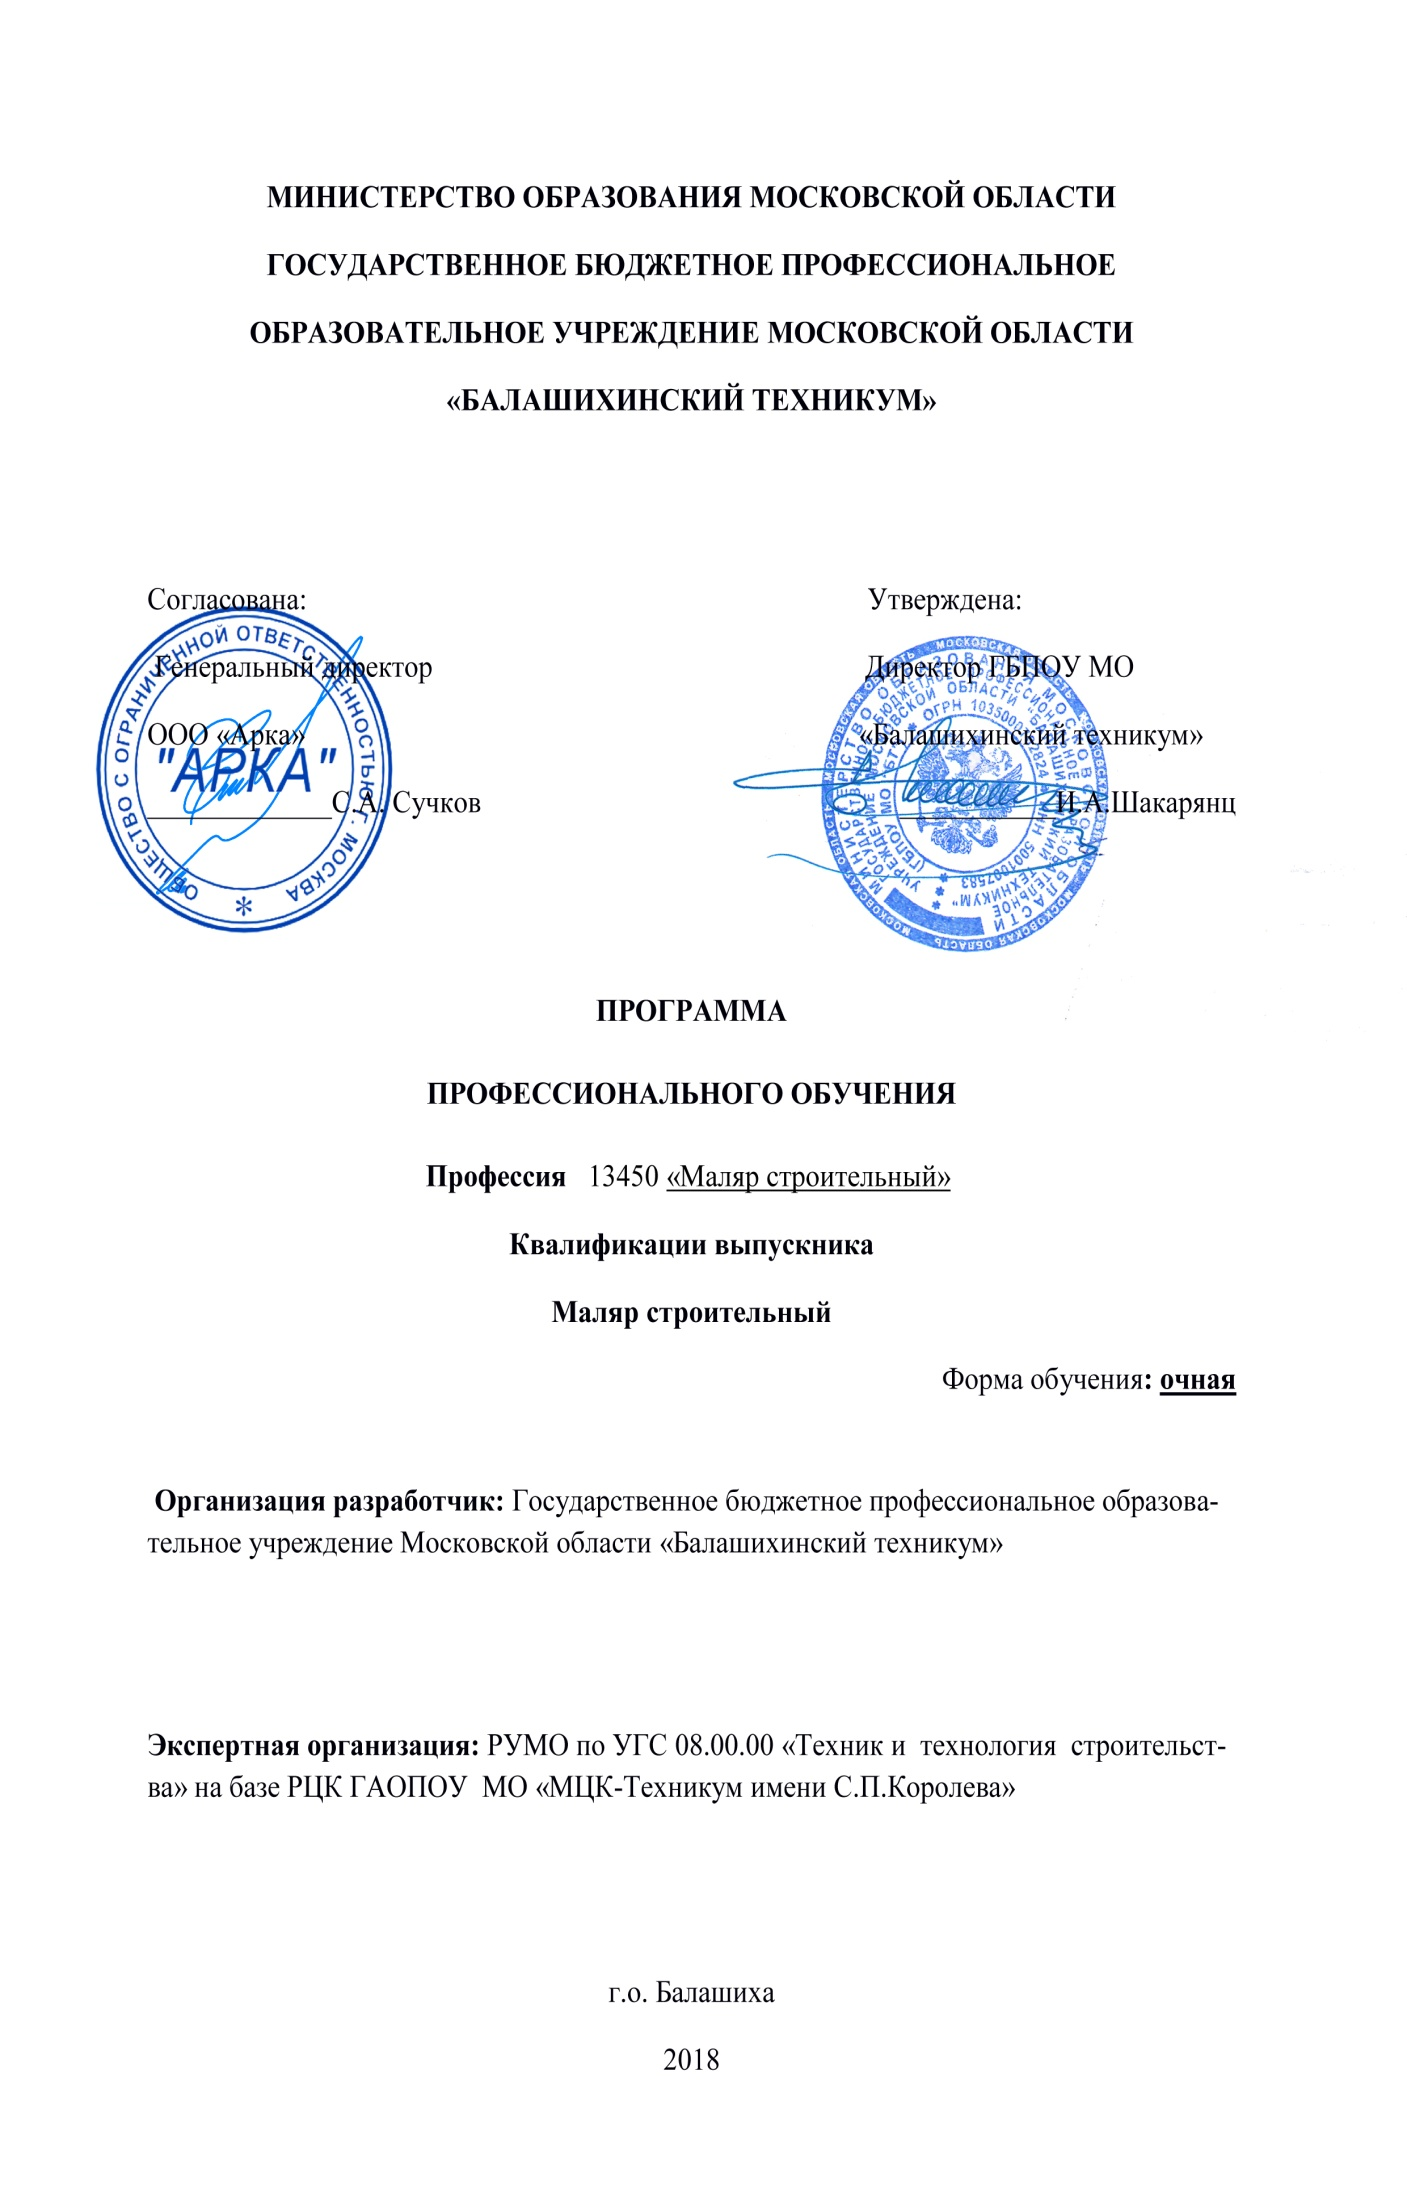 МИНИСТЕРСТВО ОБРАЗОВАНИЯ МОСКОВСКОЙ ОБЛАСТИ
ГОСУДАРСТВЕННОЕ БЮДЖЕТНОЕ ПРОФЕССИОНАЛЬНОЕ
ОБРАЗОВАТЕЛЬНОЕ УЧРЕЖДЕНИЕ МОСКОВСКОЙ ОБЛАСТИ
«БАЛАШИХИНСКИЙ ТЕХНИКУМ»
Согласована: Утверждена:
Генеральный директор Директор ГБПОУ МО
ООО «Арка» «Балашихинский техникум»
С.А. Сучков И.А.Шакарянц
ОБЩЕСТВО С ОГРАНИЧЕННОЙ ОТВЕТСТВЕННОСТЬЮ Г. МОСКВА
"АРКА"
ПРОГРАММА
ПРОФЕССИОНАЛЬНОГО ОБУЧЕНИЯ
Профессия 13450 «Маляр строительный»
Квалификации выпускника
Маляр строительный
Форма обучения: очная
Организация разработчик: Государственное бюджетное профессиональное образова-
тельное учреждение Московской области «Балашихинский техникум»
Экспертная организация: РУМО по УГС 08.00.00 «Техник и технология строительст-
ва» на базе РЦК ГАОПОУ МО «МЦК-Техникум имени С.П.Королева»
г.о. Балашиха
2018